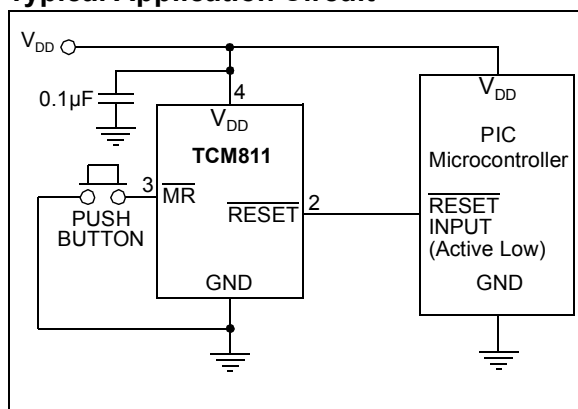 Typical Application Circuit
VDD
0.1µF
4
VDD
TCM811
3
MR
RESET
2
PUSH
BUTTON
GND
VDD
PIC
Microcontroller
RESET
INPUT
(Active Low)
GND